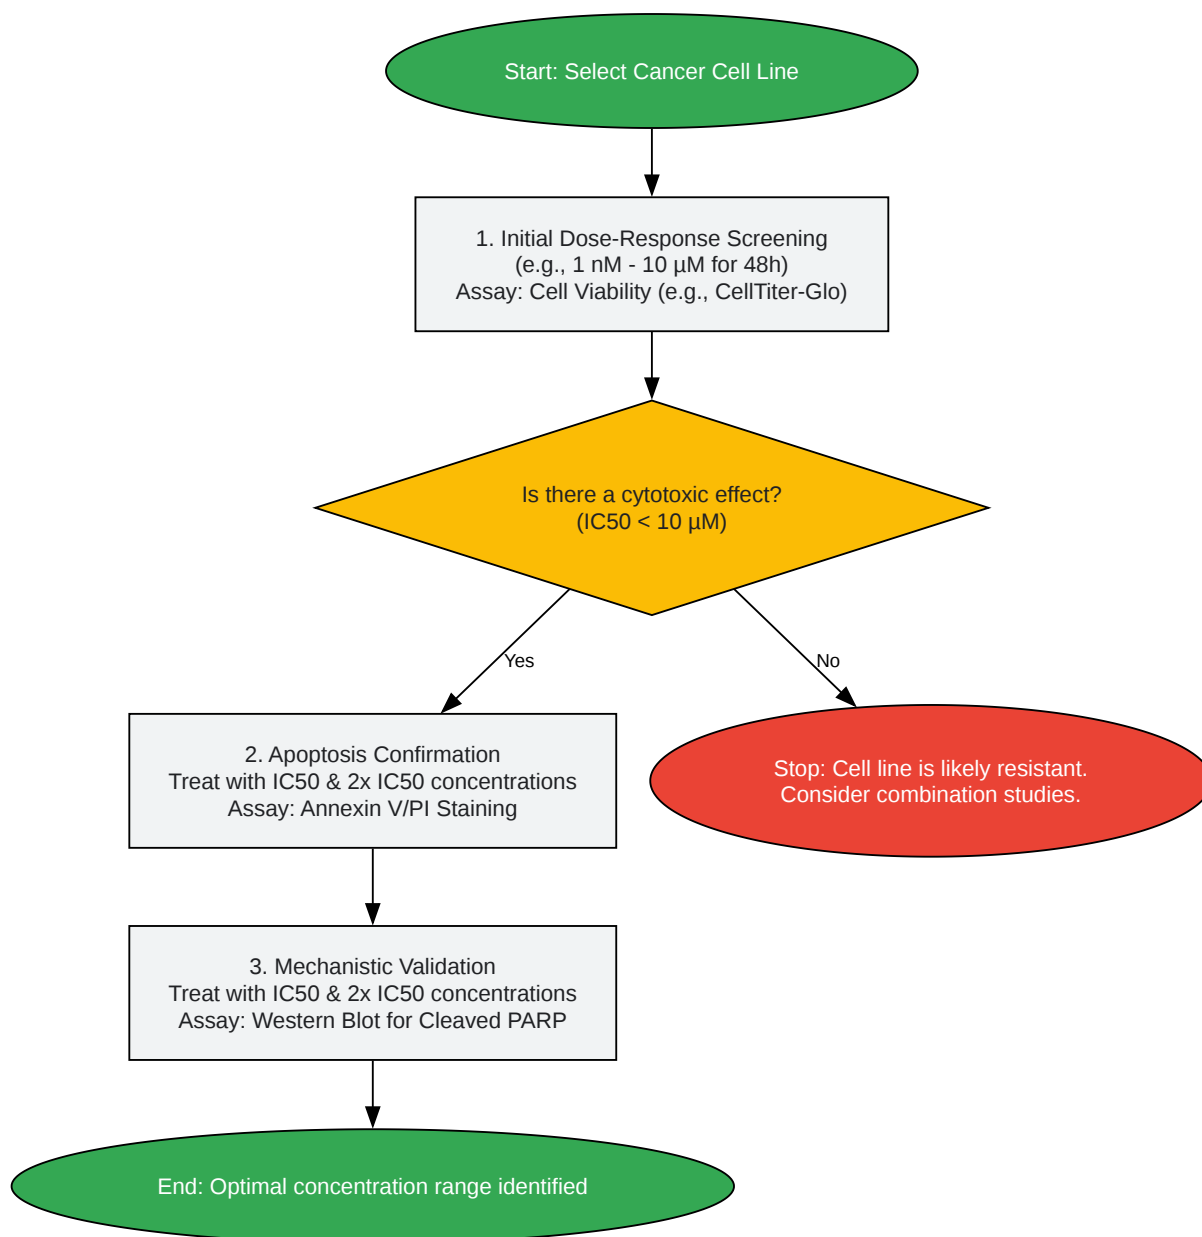 Start: Select Cancer Cell Line
1. Initial Dose-Response Screening
(e.g., 1 nM - 10 µM for 48h)
Assay: Cell Viability (e.g., CellTiter-Glo)
Is there a cytotoxic effect?
(IC50 < 10 µM)
Yes
No
2. Apoptosis Confirmation
Treat with IC50 & 2x IC50 concentrations
Assay: Annexin V/PI Staining
Stop: Cell line is likely resistant.
Consider combination studies.
3. Mechanistic Validation
Treat with IC50 & 2x IC50 concentrations
Assay: Western Blot for Cleaved PARP
End: Optimal concentration range identified